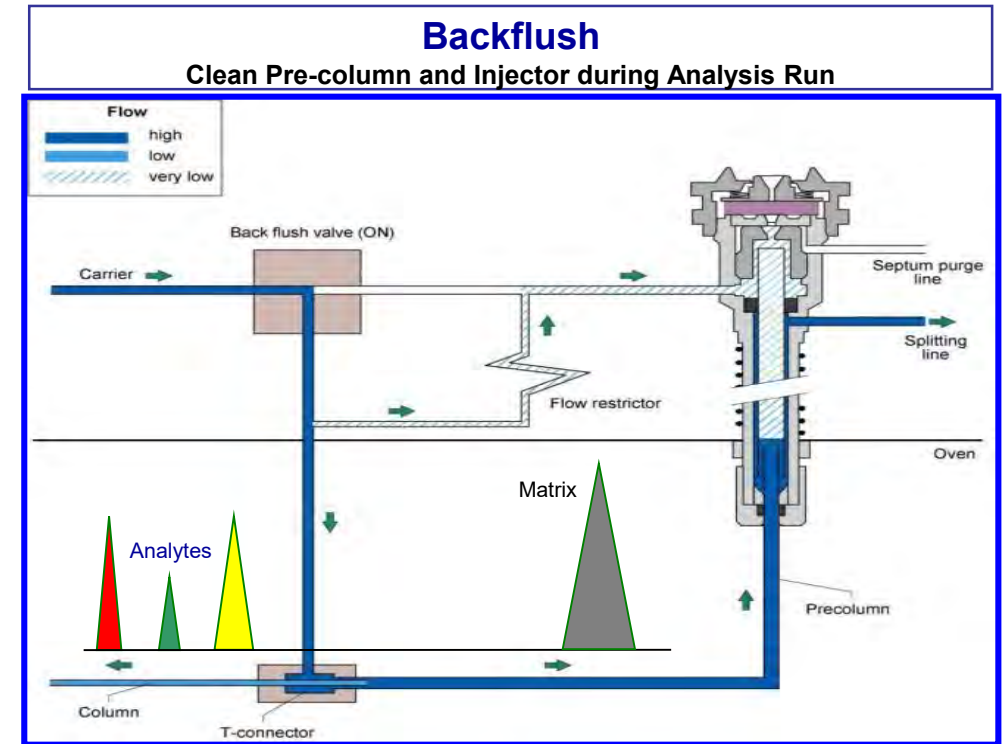 Backflush
Clean Pre-column and Injector during Analysis Run
Flow
high
low
very low
Back flush valve (ON)
Carrier
Septum purge
line
Splitting
line
Flow restrictor
Oven
Matrix
Analytes
Precolumn
Column
T-connector